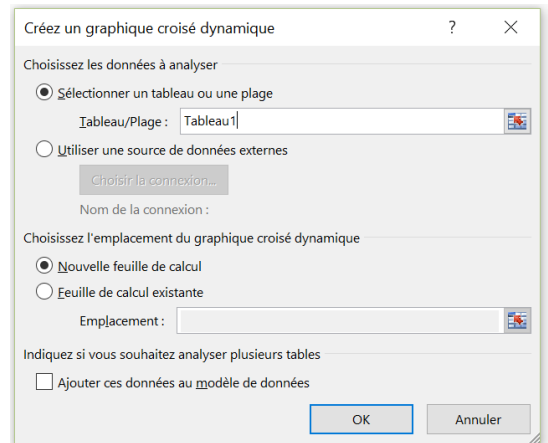 Créez un graphique croisé dynamique ? ×
Choisissez les données à analyser
Sélectionner un tableau ou une plage
Tableau/Plage : Tableau1
Utiliser une source de données externes
Choisir la connexion...
Nom de la connexion :
Choisissez l'emplacement du graphique croisé dynamique
Nouvelle feuille de calcul
Feuille de calcul existante
Emplacement :
Indiquez si vous souhaitez analyser plusieurs tables
Ajouter ces données au modèle de données
OK Annuler